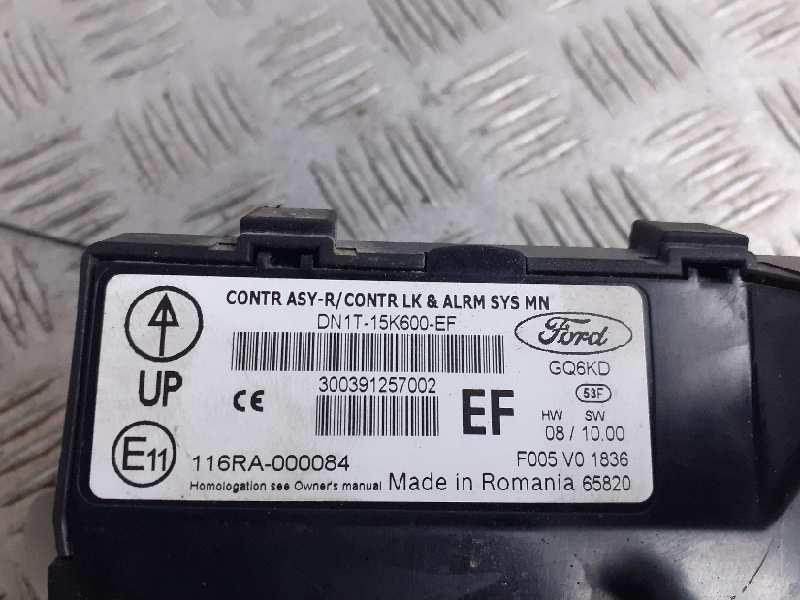 CONTR ASY-R/CONTR LK & ALRM SYS MN
DN1T-15K600-EF
Ford
GQ6KD
UP
CE
300391257002
EF
53F
HW SW
08 / 10.00
E11
116RA-000084
F005 V0 1836
Homologation see Owner's manual Made in Romania 65820